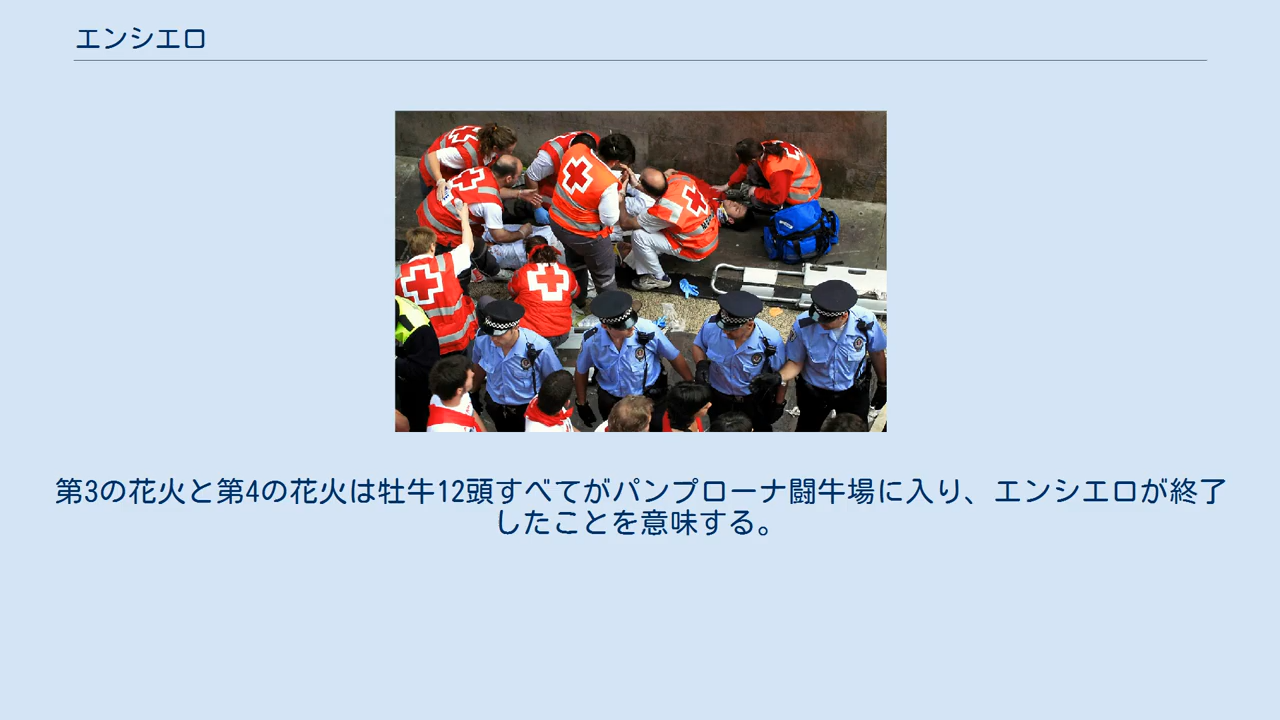 エンシエロ
第3の花火と第4の花火は牡牛12頭すべてがパンプローナ闘牛場に入り、エンシエロが終了
したことを意味する。